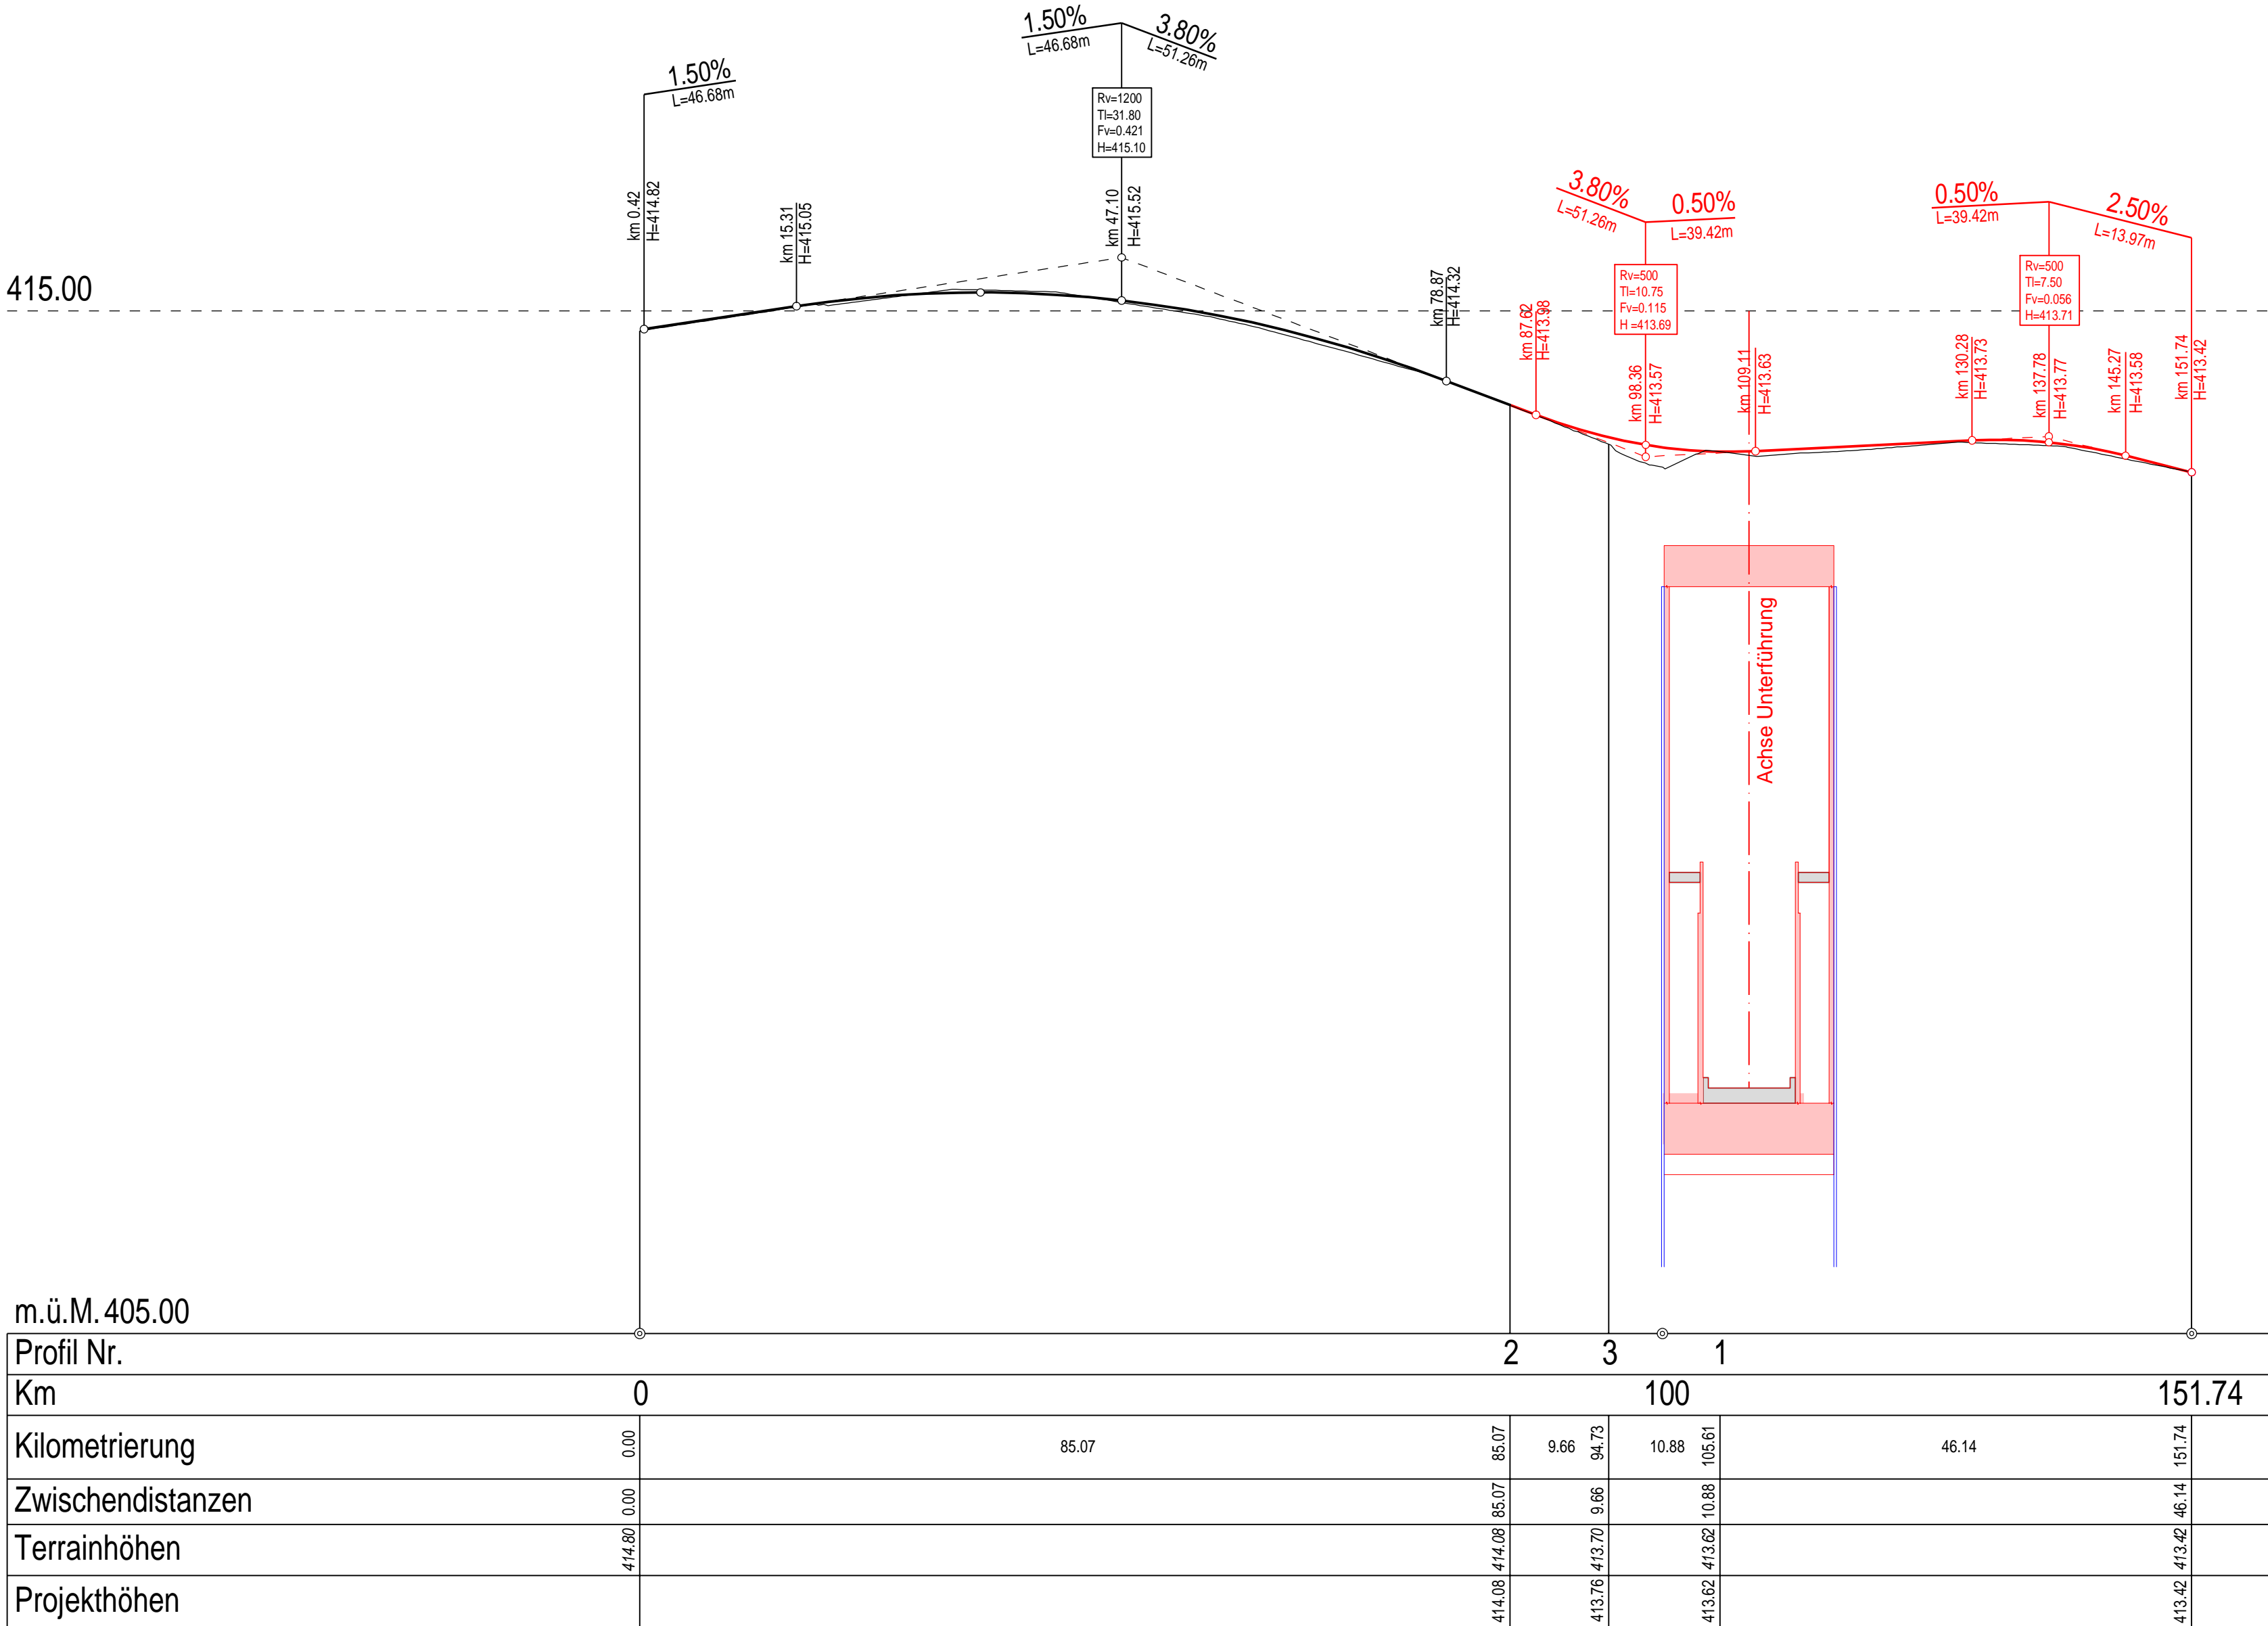 1.50%
L=46.68m
1.50%
L=46.68m
3.80%
L=51.26m
Rv=1200
Tl=31.80
Fv=0.421
H=415.10
km 0.42
H=414.82
km 15.31
H=415.05
km 47.10
H=415.52
km 78.87
H=414.32
3.80%
L=51.26m
0.50%
L=39.42m
Rv=500
Tl=10.75
Fv=0.115
H =413.69
0.50%
L=39.42m
2.50%
L=13.97m
Rv=500
Tl=7.50
Fv=0.056
H=413.71
km 87.62
H=413.98
km 98.36
H=413.57
km 109.11
H=413.63
km 130.28
H=413.73
km 137.78
H=413.77
km 145.27
H=413.58
km 151.74
H=413.42
415.00
Achse Unterführung
m.ü.M. 405.00
Profil Nr. 2 3 1
Km 0 100 151.74
Kilometrierung 0.00 85.07 85.07 9.66 94.73 10.88 105.61 46.14 151.74
Zwischendistanzen 0.00 85.07 9.66 10.88 46.14
Terrainhöhen 414.80 414.08 413.70 413.62 413.42
Projekthöhen 414.08 413.76 413.62 413.42